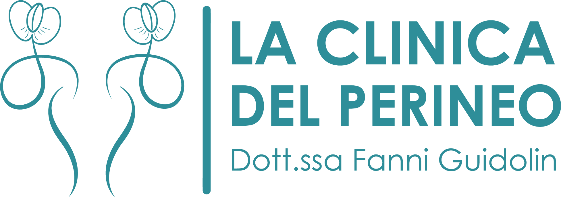 LA CLINICA
DEL PERINEO
Dott.ssa Fanni Guidolin